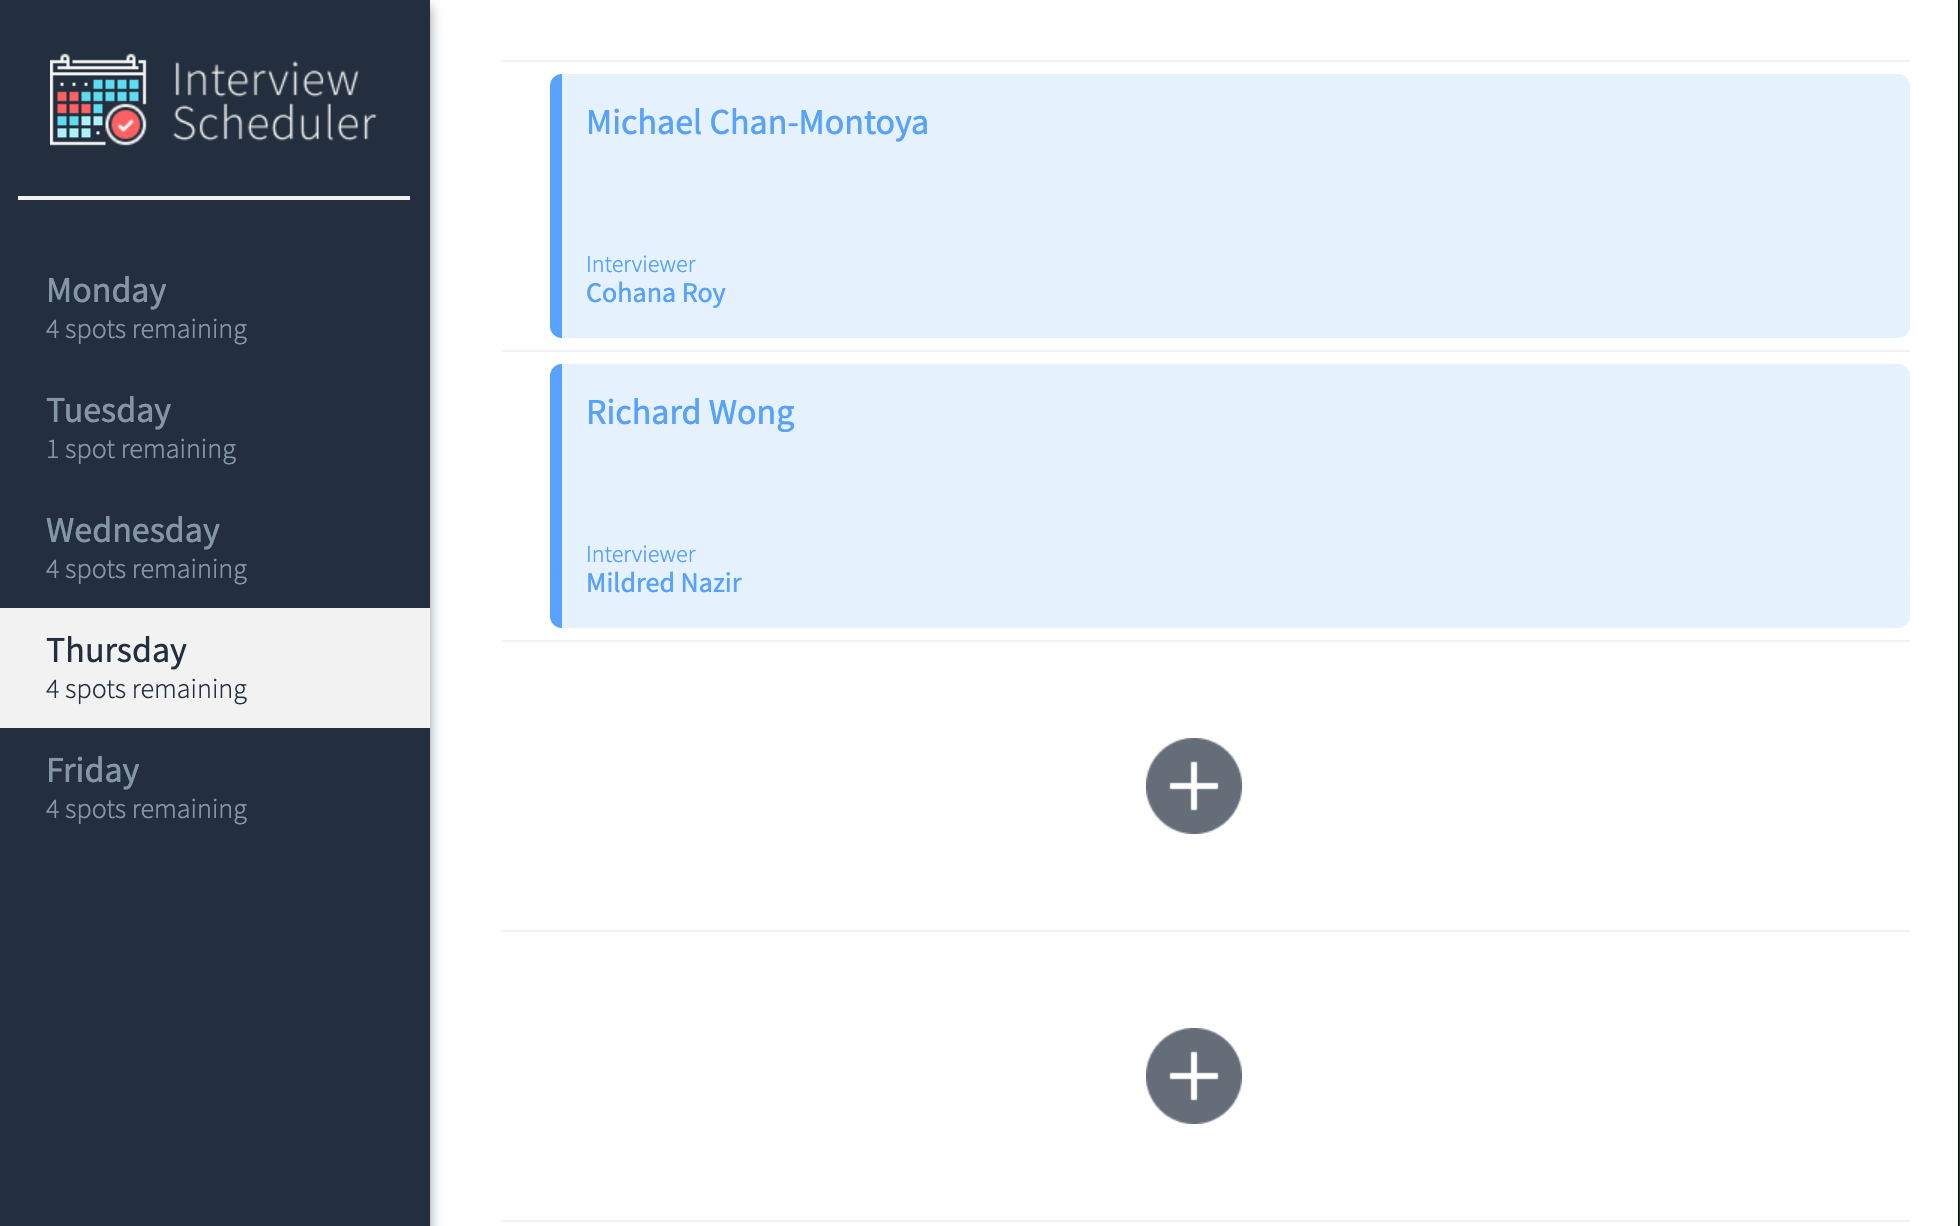 Interview
Scheduler
Monday
4 spots remaining
Tuesday
1 spot remaining
Wednesday
4 spots remaining
Thursday
4 spots remaining
Friday
4 spots remaining
Michael Chan-Montoya
Interviewer
Cohana Roy
Richard Wong
Interviewer
Mildred Nazir